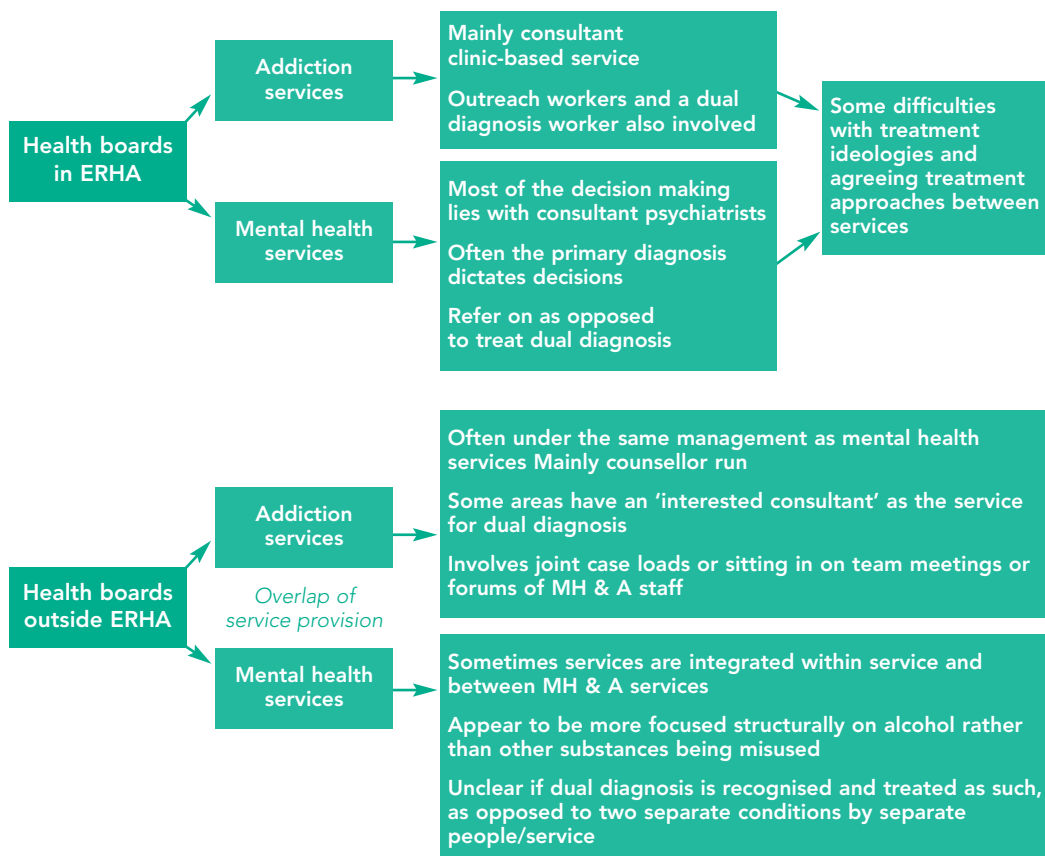 Health boards
in ERHA
Addiction
services
Mainly consultant
clinic-based service
Outreach workers and a dual
diagnosis worker also involved
Mental health
services
Most of the decision making
lies with consultant psychiatrists
Often the primary diagnosis
dictates decisions
Refer on as opposed
to treat dual diagnosis
Some difficulties
with treatment
ideologies and
agreeing treatment
approaches between
services
Health boards
outside ERHA
Addiction
services
Often under the same management as mental health
services Mainly counsellor run
Some areas have an ‘interested consultant’ as the service
for dual diagnosis
Involves joint case loads or sitting in on team meetings or
forums of MH & A staff
Overlap of
service provision
Mental health
services
Sometimes services are integrated within service and
between MH & A services
Appear to be more focused structurally on alcohol rather
than other substances being misused
Unclear if dual diagnosis is recognised and treated as such,
as opposed to two separate conditions by separate
people/service